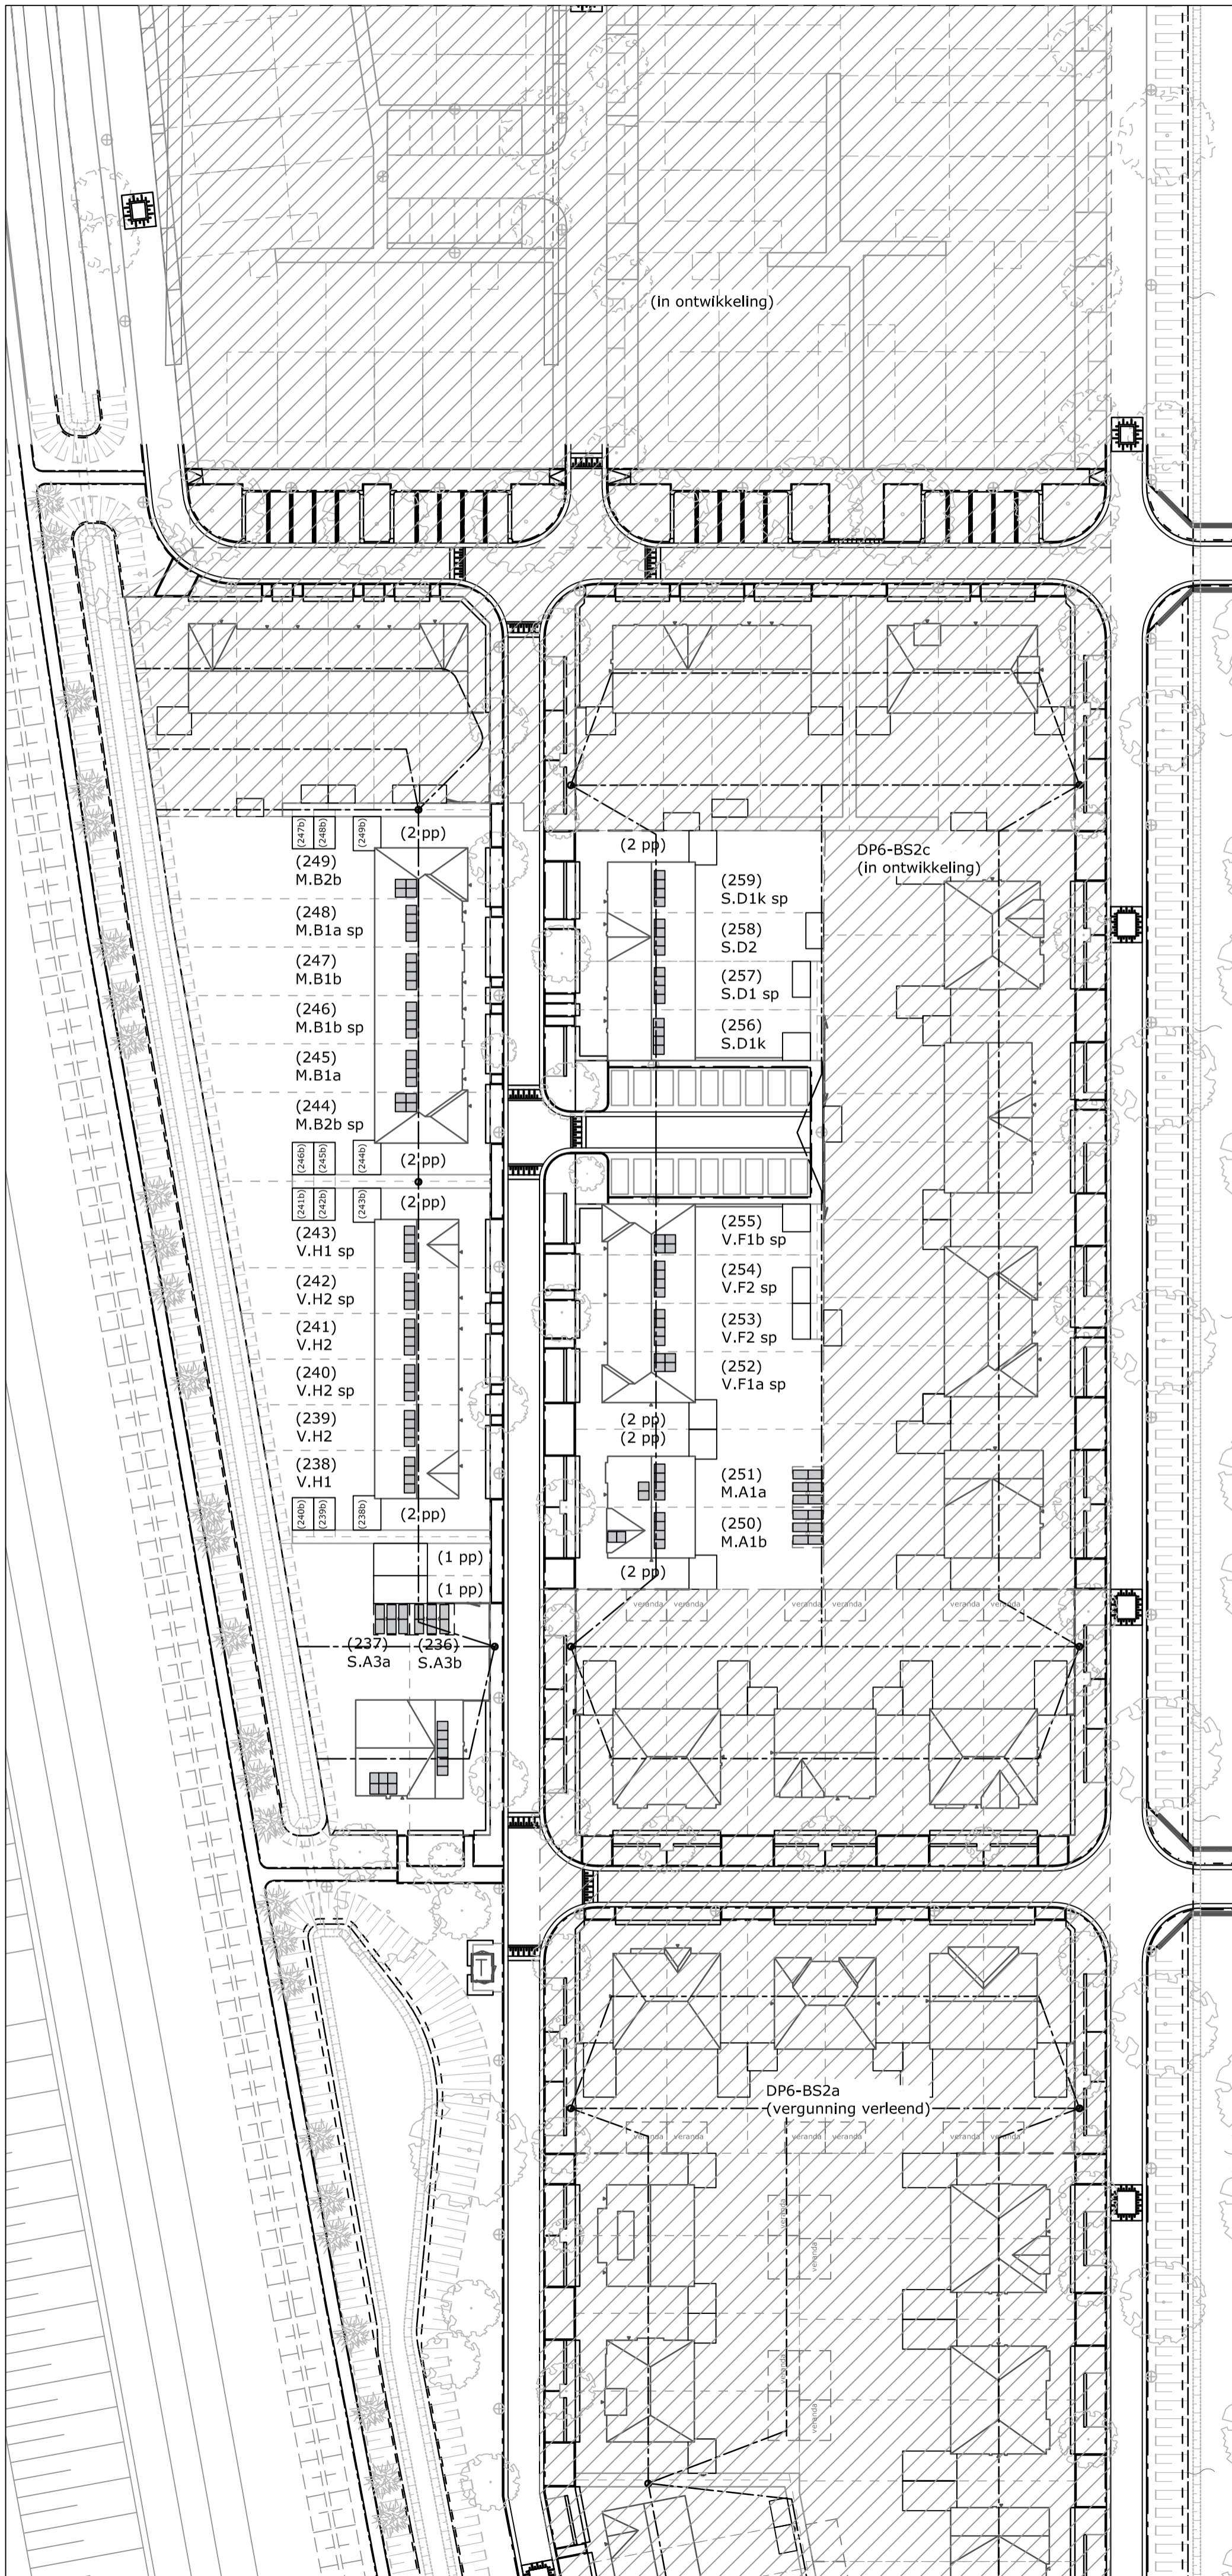 (in ontwikkeling)
DP6-BS2c
(in ontwikkeling)
(247b)
(248b)
(249b)
(2 pp)
(249)
M.B2b
(248)
M.B1a sp
(247)
M.B1b
(246)
M.B1b sp
(245)
M.B1a
(244)
M.B2b sp
(246b)
(245b)
(244b)
(2 pp)
(241b)
(242b)
(243b)
(2 pp)
(243)
V.H1 sp
(242)
V.H2 sp
(241)
V.H2
(240)
V.H2 sp
(239)
V.H2
(238)
V.H1
(240b)
(239b)
(238b)
(2 pp)
(1 pp)
(1 pp)
(237)
S.A3a
(236)
S.A3b
(2 pp)
(259)
S.D1k sp
(258)
S.D2
(257)
S.D1 sp
(256)
S.D1k
(255)
V.F1b sp
(254)
V.F2 sp
(253)
V.F2 sp
(252)
V.F1a sp
(2 pp)
(2 pp)
(251)
M.A1a
(250)
M.A1b
(2 pp)
veranda
veranda
veranda
veranda
veranda
veranda
T
DP6-BS2a
(vergunning verleend)
veranda
veranda
veranda
veranda
veranda
veranda
veranda
veranda
veranda
veranda